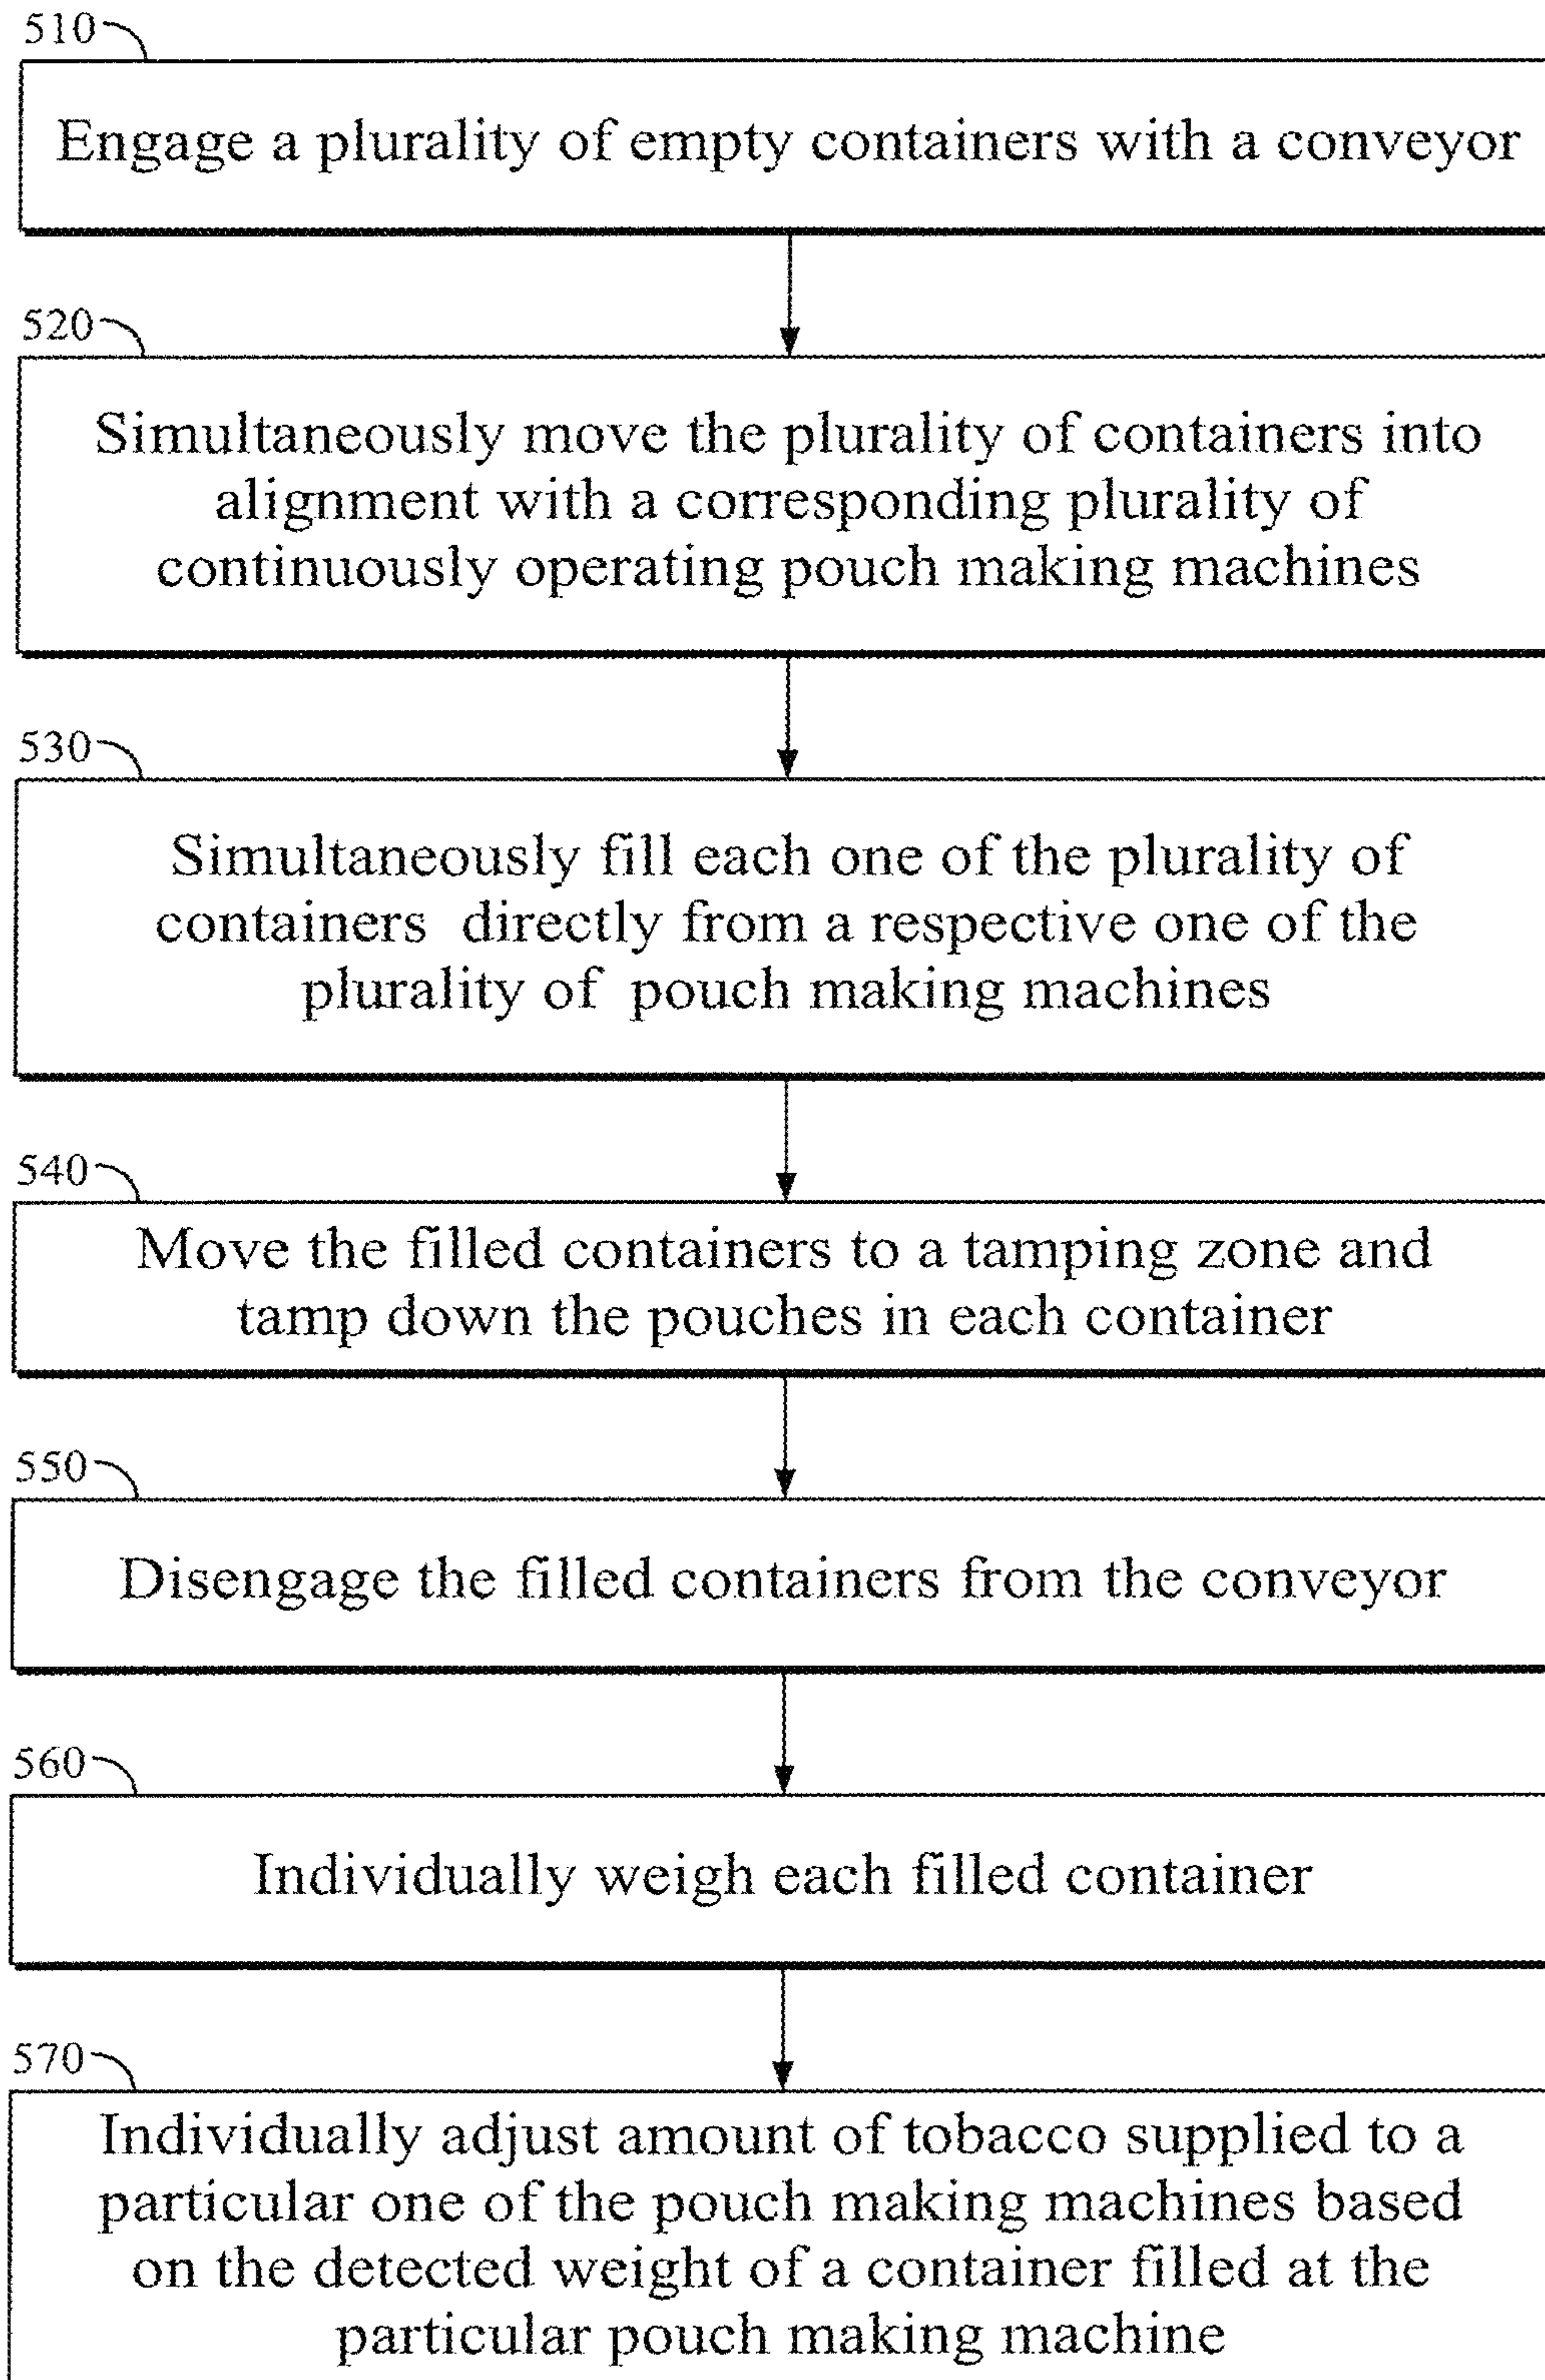 510
Engage a plurality of empty containers with a conveyor
520
Simultaneously move the plurality of containers into
alignment with a corresponding plurality of
continuously operating pouch making machines
530
Simultaneously fill each one of the plurality of
containers directly from a respective one of the
plurality of pouch making machines
540
Move the filled containers to a tamping zone and
tamp down the pouches in each container
550
Disengage the filled containers from the conveyor
560
Individually weigh each filled container
570
Individually adjust amount of tobacco supplied to a
particular one of the pouch making machines based
on the detected weight of a container filled at the
particular pouch making machine